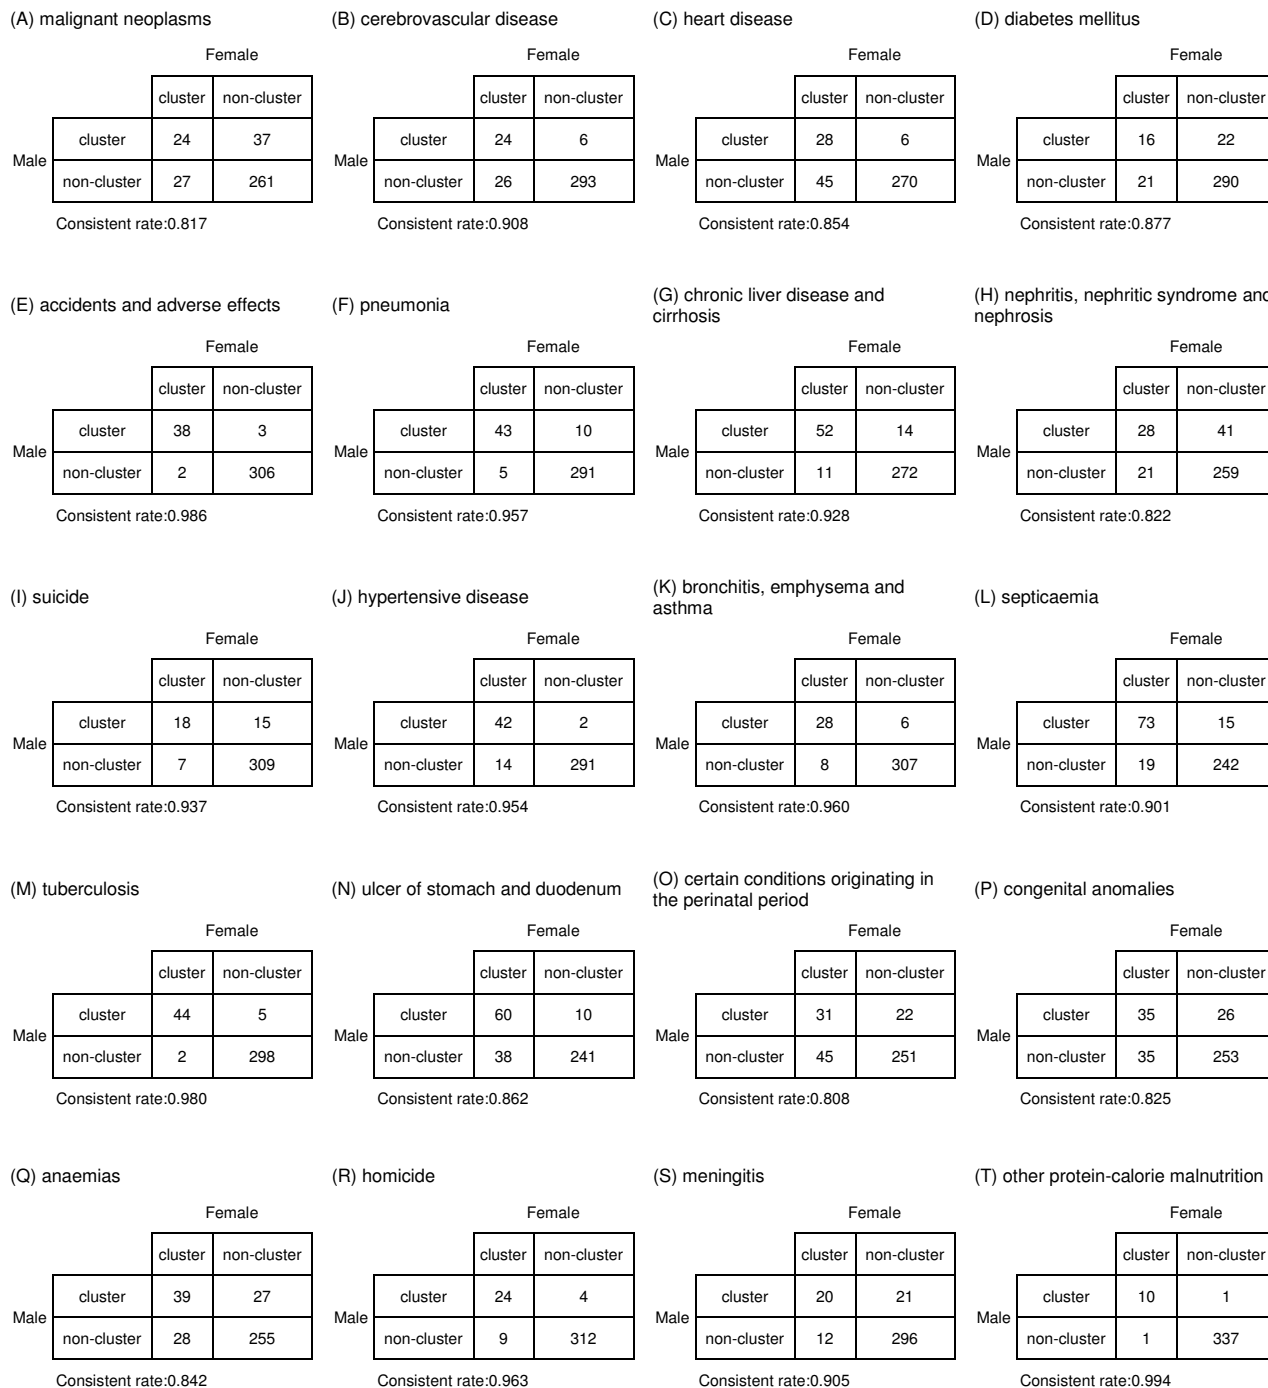 (A) malignant neoplasms
Female
cluster non-cluster
Male
cluster 24 37
non-cluster 27 261
Consistent rate:0.817
(B) cerebrovascular disease
Female
cluster non-cluster
Male
cluster 24 6
non-cluster 26 293
Consistent rate:0.908
(C) heart disease
Female
cluster non-cluster
Male
cluster 28 6
non-cluster 45 270
Consistent rate:0.854
(D) diabetes mellitus
Female
cluster non-cluster
Male
cluster 16 22
non-cluster 21 290
Consistent rate:0.877
(E) accidents and adverse effects
Female
cluster non-cluster
Male
cluster 38 3
non-cluster 2 306
Consistent rate:0.986
(F) pneumonia
Female
cluster non-cluster
Male
cluster 43 10
non-cluster 5 291
Consistent rate:0.957
(G) chronic liver disease and
cirrhosis
Female
cluster non-cluster
Male
cluster 52 14
non-cluster 11 272
Consistent rate:0.928
(H) nephritis, nephritic syndrome and
nephrosis
Female
cluster non-cluster
Male
cluster 28 41
non-cluster 21 259
Consistent rate:0.822
(I) suicide
Female
cluster non-cluster
Male
cluster 18 15
non-cluster 7 309
Consistent rate:0.937
(J) hypertensive disease
Female
cluster non-cluster
Male
cluster 42 2
non-cluster 14 291
Consistent rate:0.954
(K) bronchitis, emphysema and
asthma
Female
cluster non-cluster
Male
cluster 28 6
non-cluster 8 307
Consistent rate:0.960
(L) septicaemia
Female
cluster non-cluster
Male
cluster 73 15
non-cluster 19 242
Consistent rate:0.901
(M) tuberculosis
Female
cluster non-cluster
Male
cluster 44 5
non-cluster 2 298
Consistent rate:0.980
(N) ulcer of stomach and duodenum
Female
cluster non-cluster
Male
cluster 60 10
non-cluster 38 241
Consistent rate:0.862
(O) certain conditions originating in
the perinatal period
Female
cluster non-cluster
Male
cluster 31 22
non-cluster 45 251
Consistent rate:0.808
(P) congenital anomalies
Female
cluster non-cluster
Male
cluster 35 26
non-cluster 35 253
Consistent rate:0.825
(Q) anaemias
Female
cluster non-cluster
Male
cluster 39 27
non-cluster 28 255
Consistent rate:0.842
(R) homicide
Female
cluster non-cluster
Male
cluster 24 4
non-cluster 9 312
Consistent rate:0.963
(S) meningitis
Female
cluster non-cluster
Male
cluster 20 21
non-cluster 12 296
Consistent rate:0.905
(T) other protein-calorie malnutrition
Female
cluster non-cluster
Male
cluster 10 1
non-cluster 1 337
Consistent rate:0.994